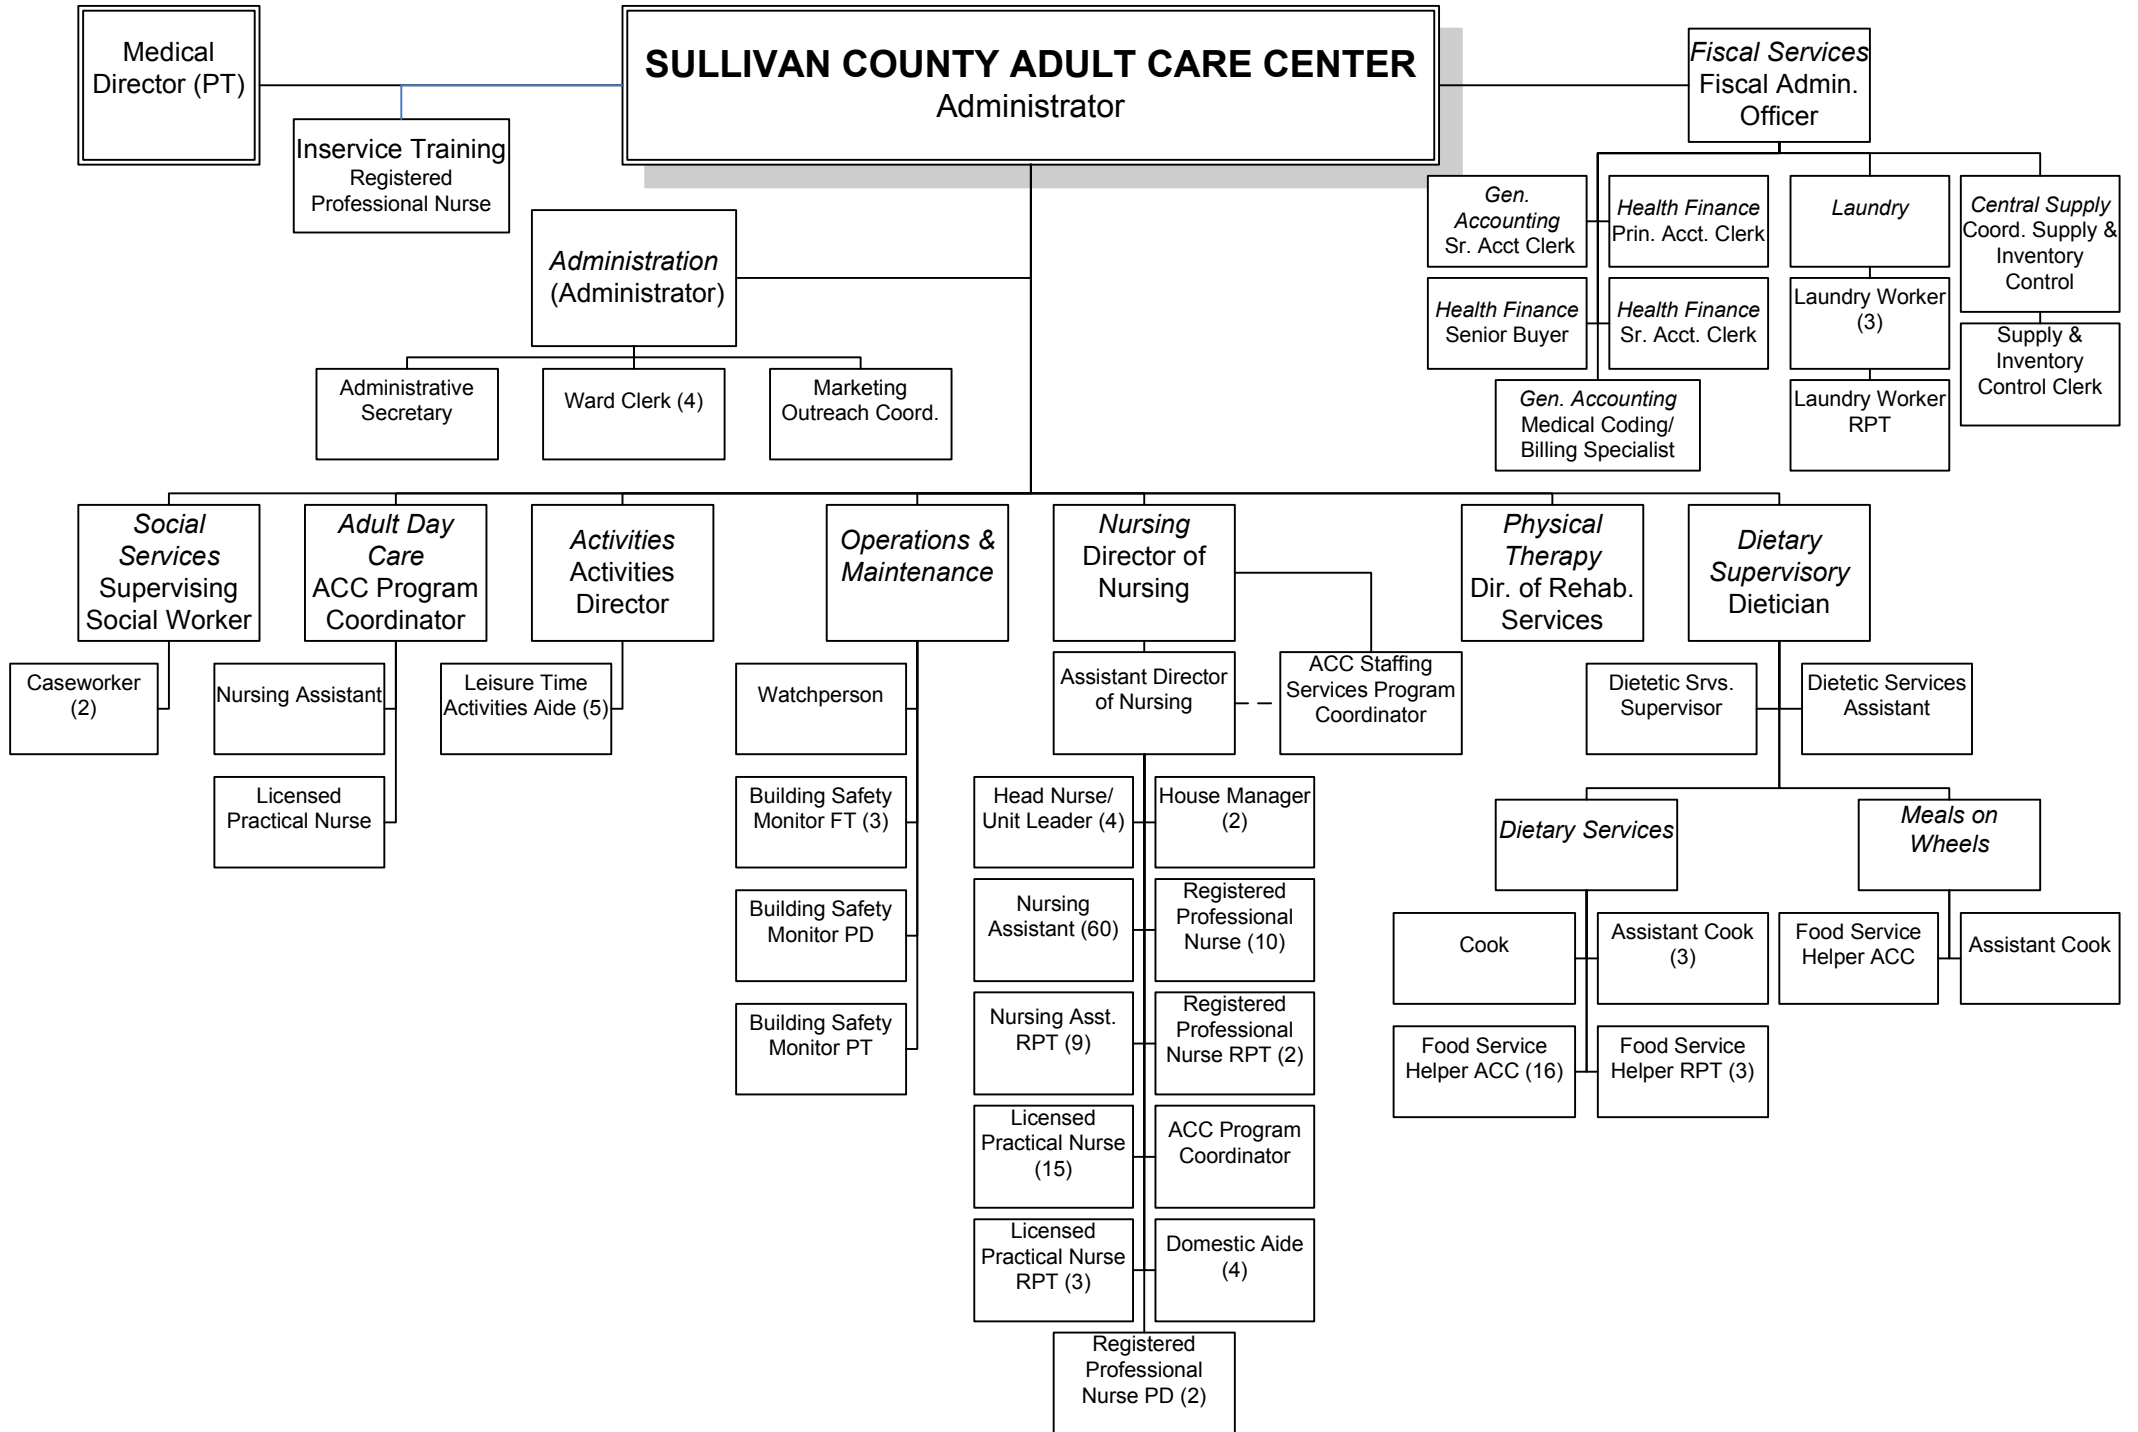 Medical
Director (PT)
SULLIVAN COUNTY ADULT CARE CENTER
Administrator
Fiscal Services
Fiscal Admin.
Officer
Inservice Training
Registered
Professional Nurse
Gen.
Accounting
Sr. Acct Clerk
Health Finance
Prin. Acct. Clerk
Laundry
Central Supply
Coord. Supply &
Inventory
Control
Administration
(Administrator)
Health Finance
Senior Buyer
Health Finance
Sr. Acct. Clerk
Laundry Worker
(3)
Supply &
Inventory
Control Clerk
Administrative
Secretary
Ward Clerk (4)
Marketing
Outreach Coord.
Gen. Accounting
Medical Coding/
Billing Specialist
Laundry Worker
RPT
Social
Services
Supervising
Social Worker
Adult Day
Care
ACC Program
Coordinator
Activities
Activities
Director
Operations &
Maintenance
Nursing
Director of
Nursing
Physical
Therapy
Dir. of Rehab.
Services
Dietary
Supervisory
Dietician
Caseworker
(2)
Nursing Assistant
Leisure Time
Activities Aide (5)
Watchperson
Assistant Director
of Nursing
ACC Staffing
Services Program
Coordinator
Dietetic Srvs.
Supervisor
Dietetic Services
Assistant
Licensed
Practical Nurse
Building Safety
Monitor FT (3)
Head Nurse/
Unit Leader (4)
House Manager
(2)
Dietary Services
Meals on
Wheels
Building Safety
Monitor PD
Nursing
Assistant (60)
Registered
Professional
Nurse (10)
Cook
Assistant Cook
(3)
Food Service
Helper ACC
Assistant Cook
Building Safety
Monitor PT
Nursing Asst.
RPT (9)
Registered
Professional
Nurse RPT (2)
Food Service
Helper ACC (16)
Food Service
Helper RPT (3)
Licensed
Practical Nurse
(15)
ACC Program
Coordinator
Licensed
Practical Nurse
RPT (3)
Domestic Aide
(4)
Registered
Professional
Nurse PD (2)